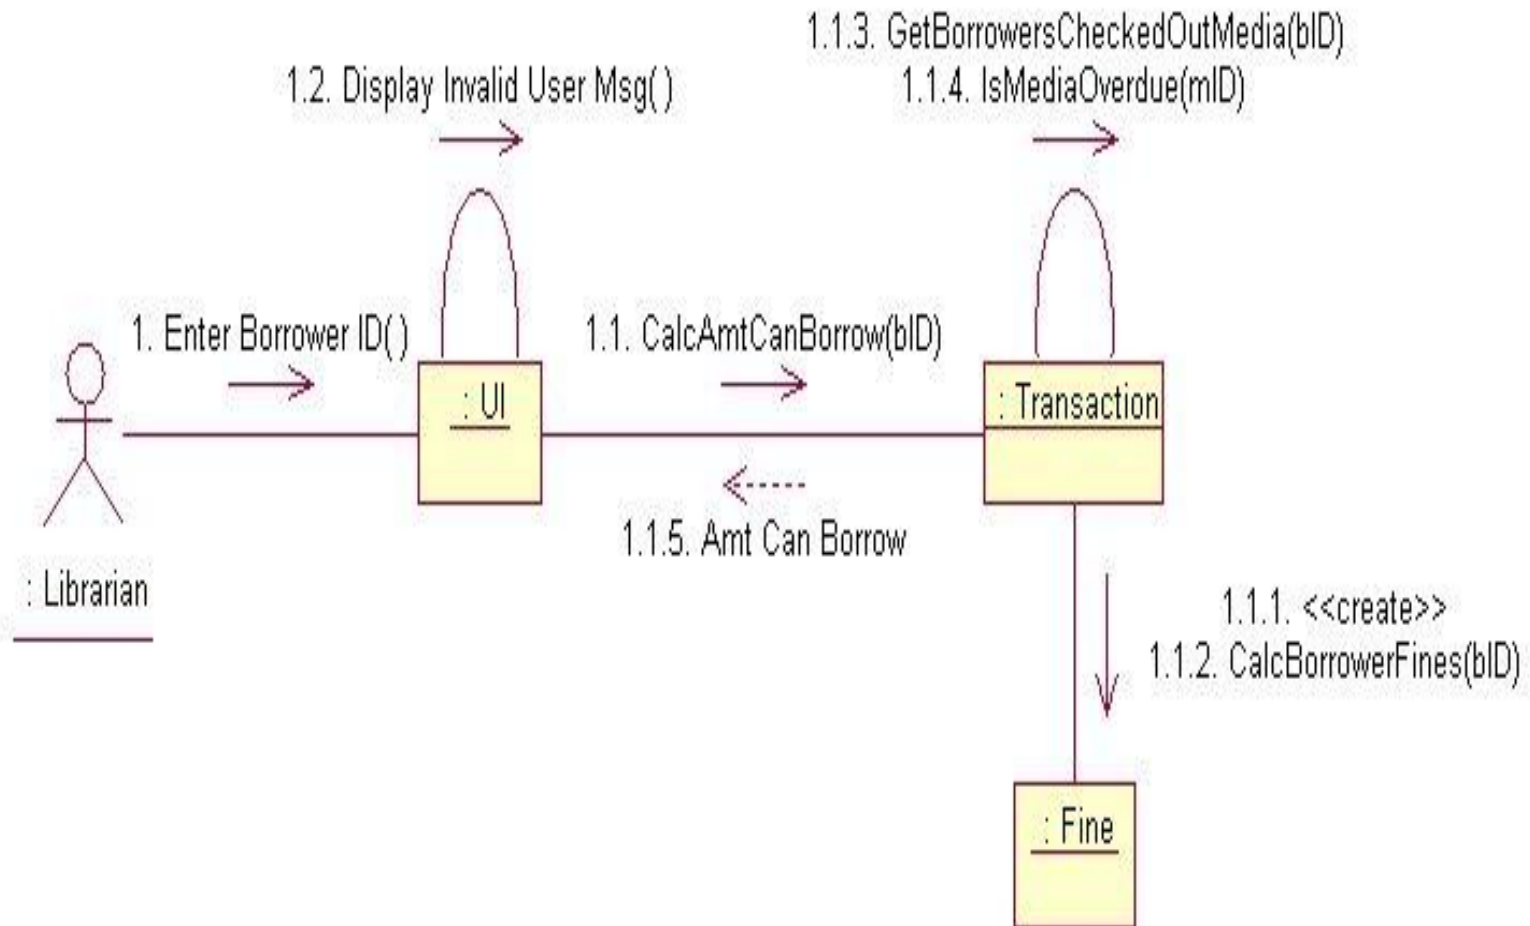 1.1.3. GetBorrowersCheckedOutMedia(bID)
1.2. Display Invalid User Msg( )
1.1.4. IsMediaOverdue(mID)
1. Enter Borrower ID( )
1.1. CalcAmtCanBorrow(bID)
: UI
: Transaction
1.1.5. Amt Can Borrow
: Librarian
1.1.1. <<create>>
1.1.2. CalcBorrowerFines(bID)
: Fine